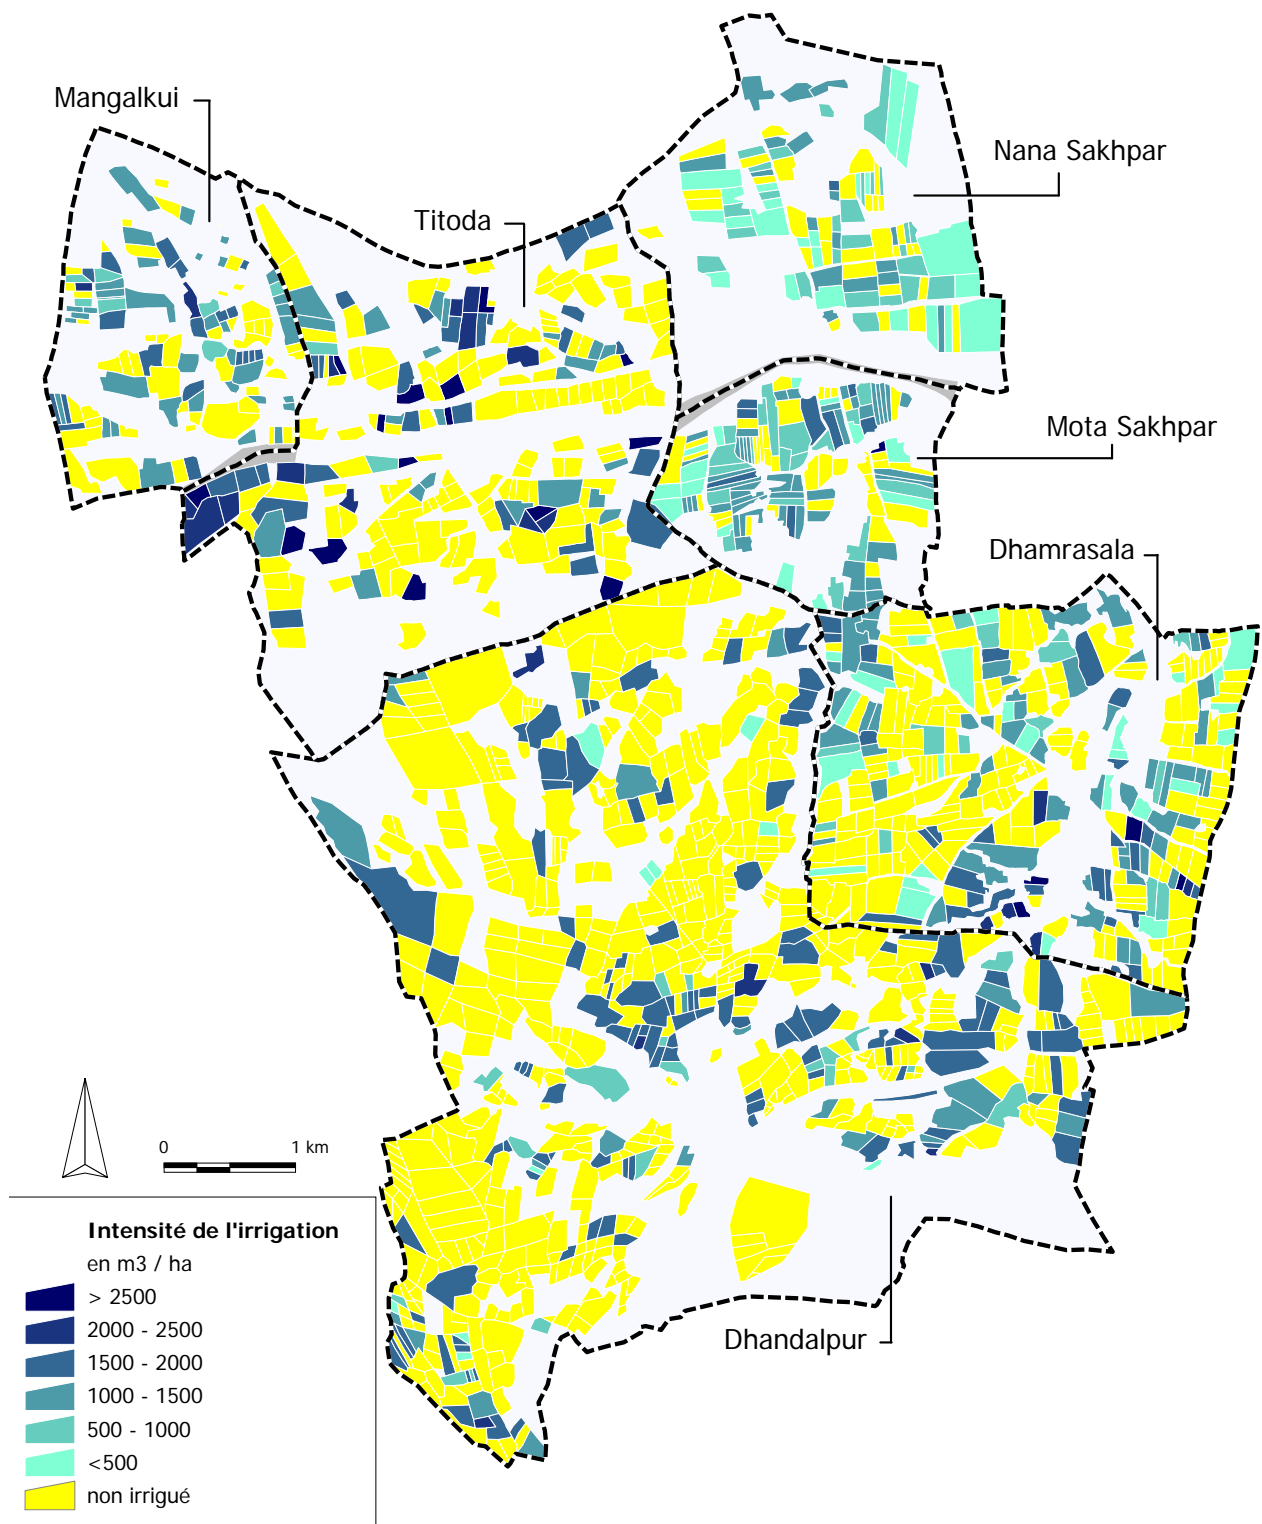 Mangalkui
Nana Sakhpar
Titoda
Mota Sakhpar
Dhamrasala
0 1 km
Intensité de l'irrigation
en m3 / ha
> 2500
2000 - 2500
1500 - 2000
1000 - 1500
500 - 1000
<500
non irrigué
Dhandalpur